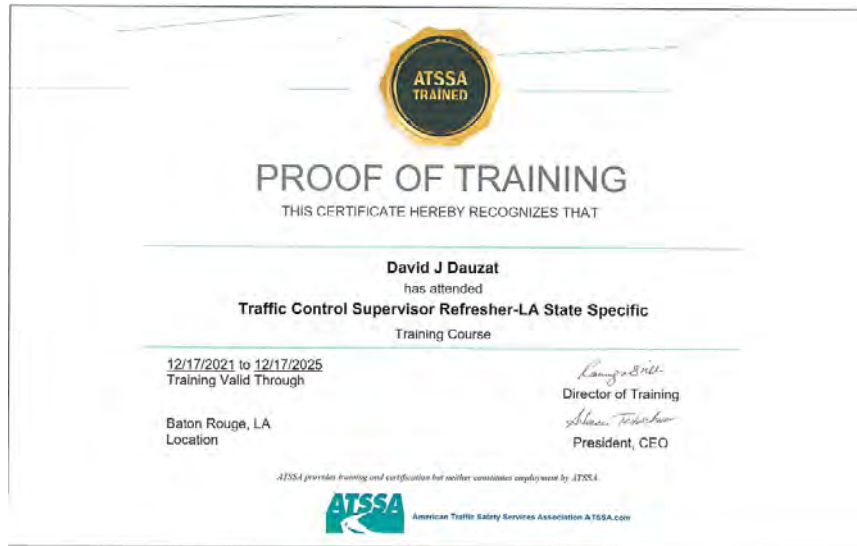 ATSSA
TRAINED
PROOF OF TRAINING
THIS CERTIFICATE HEREBY RECOGNIZES THAT
David J Dauzat
has attended
Traffic Control Supervisor Refresher-LA State Specific
Training Course
12/17/2021 to 12/17/2025
Training Valid Through
Director of Training
Baton Rouge, LA
Location
President, CEO
ATSSA provides training and certification but neither constitutes employment by ATSSA.
ATSSA
American Traffic Safety Services Association ATSSA.com